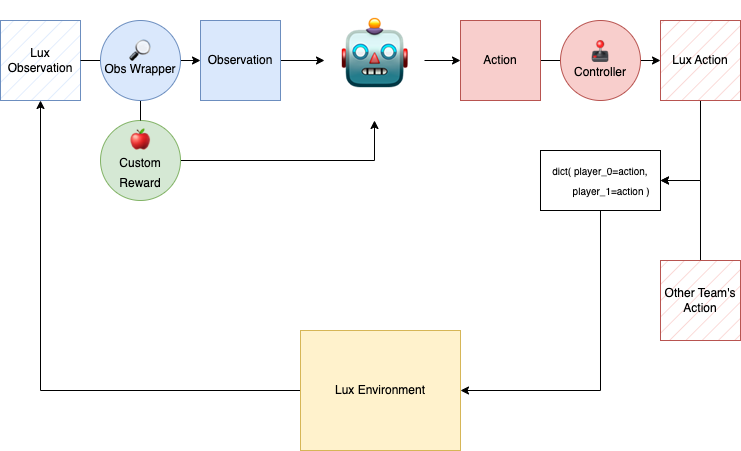 Lux
Observation
Obs Wrapper
Observation
Action
Controller
Lux Action
Custom
Reward
dict( player_0=action,
player_1=action )
Other Team's
Action
Lux Environment